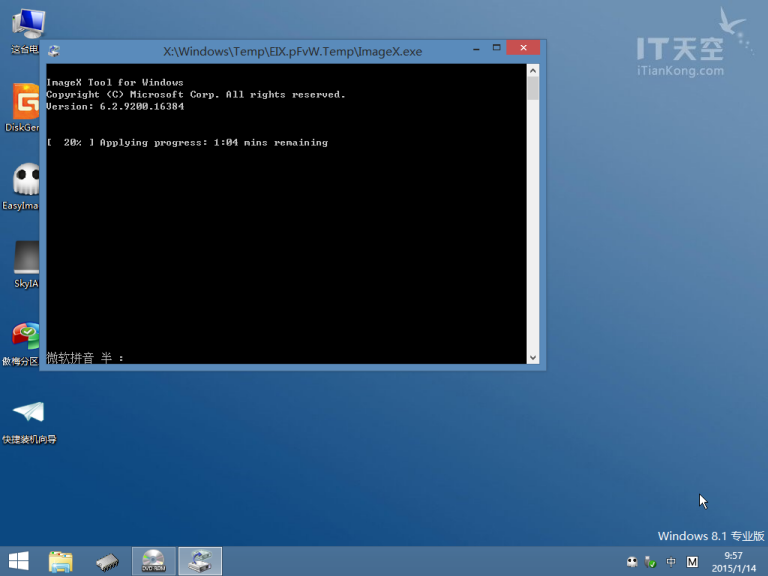 这台电
DiskGen
EasyIma
SkyIA
傲梅分区
快捷装机向导
X:\Windows\Temp\EIX.pFvW.Temp\ImageX.exe
ImageX Tool for Windows
Copyright (C) Microsoft Corp. All rights reserved.
Version: 6.2.9200.16384
[ 20% ] Applying progress: 1:04 mins remaining
微软拼音 半 :
IT天空
iTianKong.com
Windows 8.1 专业版
DVD-ROM
中
M
9:57
2015/1/14